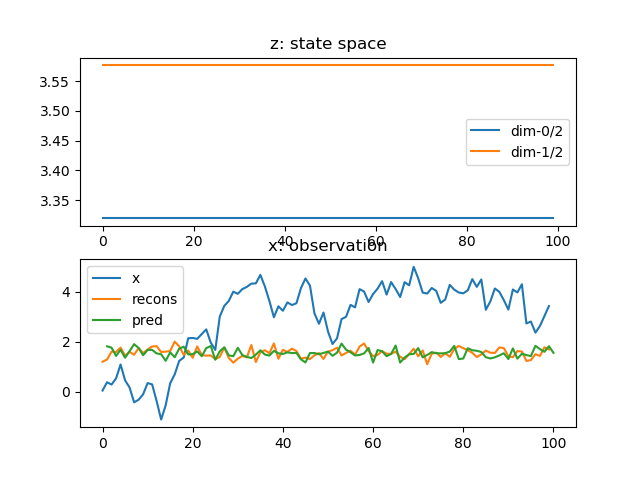 z: state space
3.55
3.50
3.45
3.40
3.35
dim-0/2
dim-1/2
0 20 40 60 80 100
x: observation
4
2
0
x
recons
pred
0 20 40 60 80 100